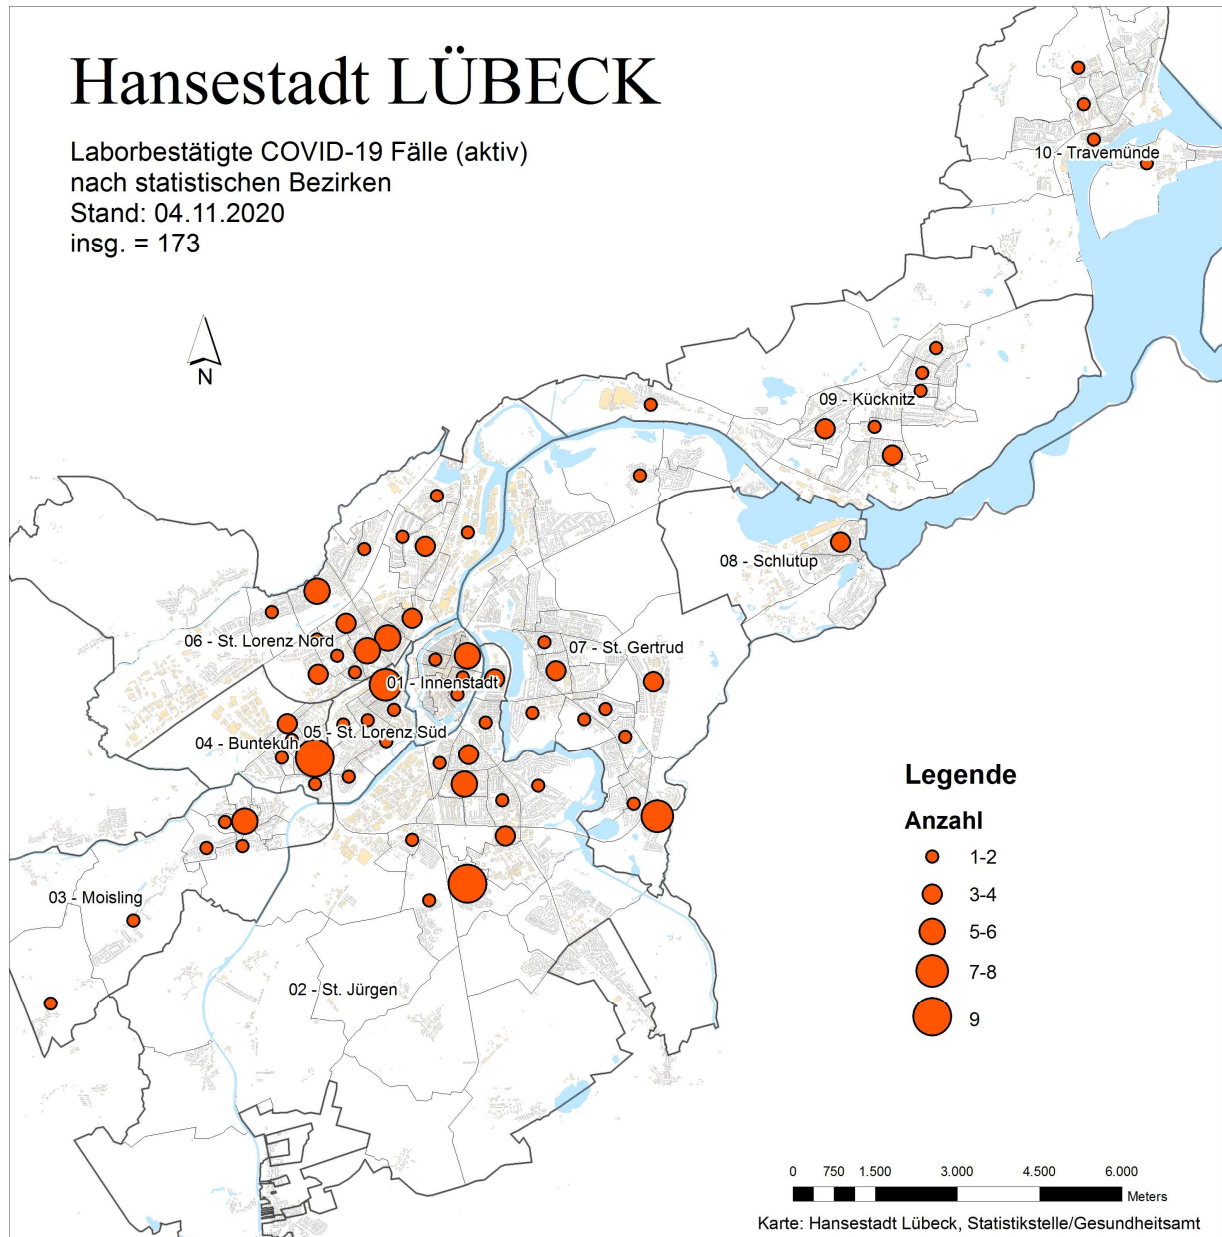 Hansestadt LÜBECK
Laborbestätigte COVID-19 Fälle (aktiv)
nach statistischen Bezirken
Stand: 04.11.2020
insg. = 173
N
10 - Travemünde
09 - Kücknitz
08 - Schlutup
06 - St. Lorenz Nord
07 - St. Gertrud
01 - Innenstadt
05 - St. Lorenz Süd
04 - Buntekuh
03 - Moisling
02 - St. Jürgen
Legende
Anzahl
1-2
3-4
5-6
7-8
9
0 750 1.500 3.000 4.500 6.000
Meters
Karte: Hansestadt Lübeck, Statistikstelle/Gesundheitsamt